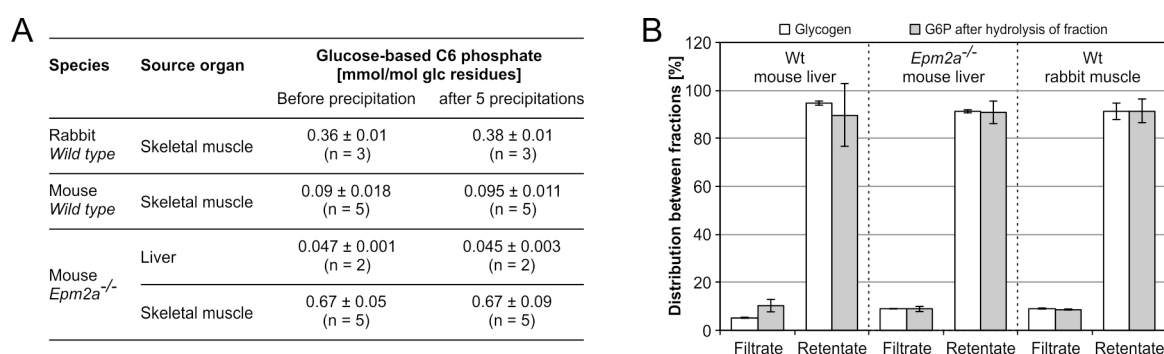 A
Species
Source organ
Glucose-based C6 phosphate
[mmol/mol glc residues]
Before precipitation
after 5 precipitations
Rabbit
Wild type
Skeletal muscle
0.36 ± 0.01
(n = 3)
0.38 ± 0.01
(n = 3)
Mouse
Wild type
Skeletal muscle
0.09 ± 0.018
(n = 5)
0.095 ± 0.011
(n = 5)
Mouse
Epm2a-/-
Liver
0.047 ± 0.001
(n = 2)
0.045 ± 0.003
(n = 2)
Skeletal muscle
0.67 ± 0.05
(n = 5)
0.67 ± 0.09
(n = 5)
B
Glycogen
G6P after hydrolysis of fraction
Distribution between fractions [%]
120
100
80
60
40
20
0
Wt
mouse liver
Epm2a-/-
mouse liver
Wt
rabbit muscle
Filtrate
Retentate
Filtrate
Retentate
Filtrate
Retentate